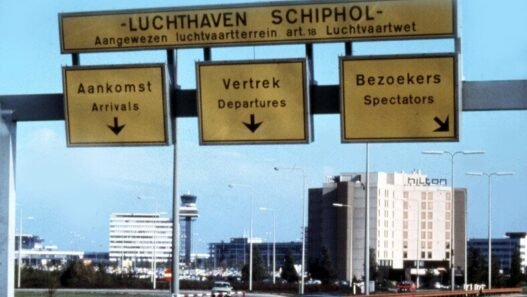 -LUCHTHAVEN SCHIPHOL-
Aangewezen luchtvaartterrein art.18 Luchtvaartwet
Aankomst
Arrivals
Vertrek
Departures
Bezoekers
Spectators
hilton